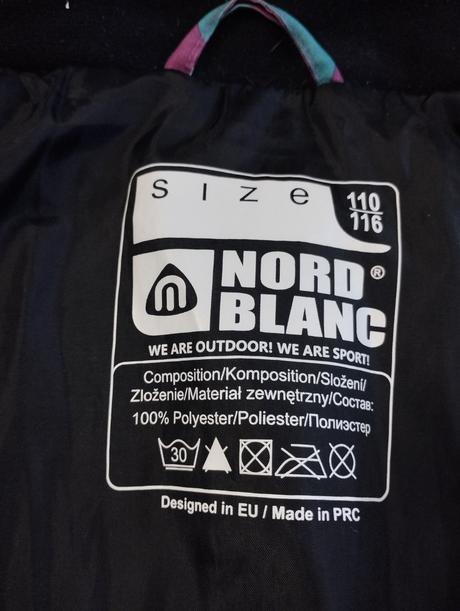 size
110
116
NORD
BLANC®
WE ARE OUTDOOR! WE ARE SPORT!
Composition/Komposition/Složení/
Zloženie/Materiał zewnętrzny/Состав:
100% Polyester/Poliester/Полиэстер
30
Designed in EU / Made in PRC